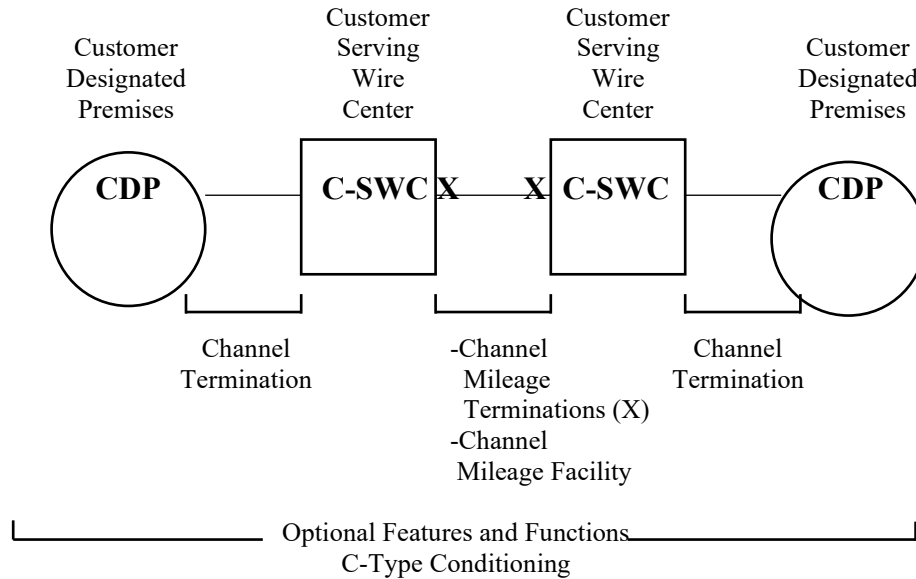 Customer
Designated
Premises
Customer
Serving
Wire
Center
Customer
Serving
Wire
Center
Customer
Designated
Premises
CDP
C-SWC X
X C-SWC
CDP
Channel
Termination
-Channel
Mileage
Terminations (X)
-Channel
Mileage Facility
Channel
Termination
Optional Features and Functions
C-Type Conditioning